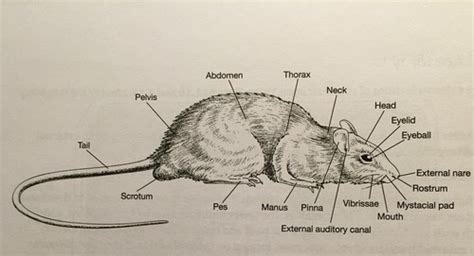 Abdomen
Thorax
Neck
Pelvis
Head
Eyelid
Eyeball
Tail
External nare
Rostrum
Scrotum
Pes
Manus
Pinna
Vibrissae
Mystacial pad
Mouth
External auditory canal